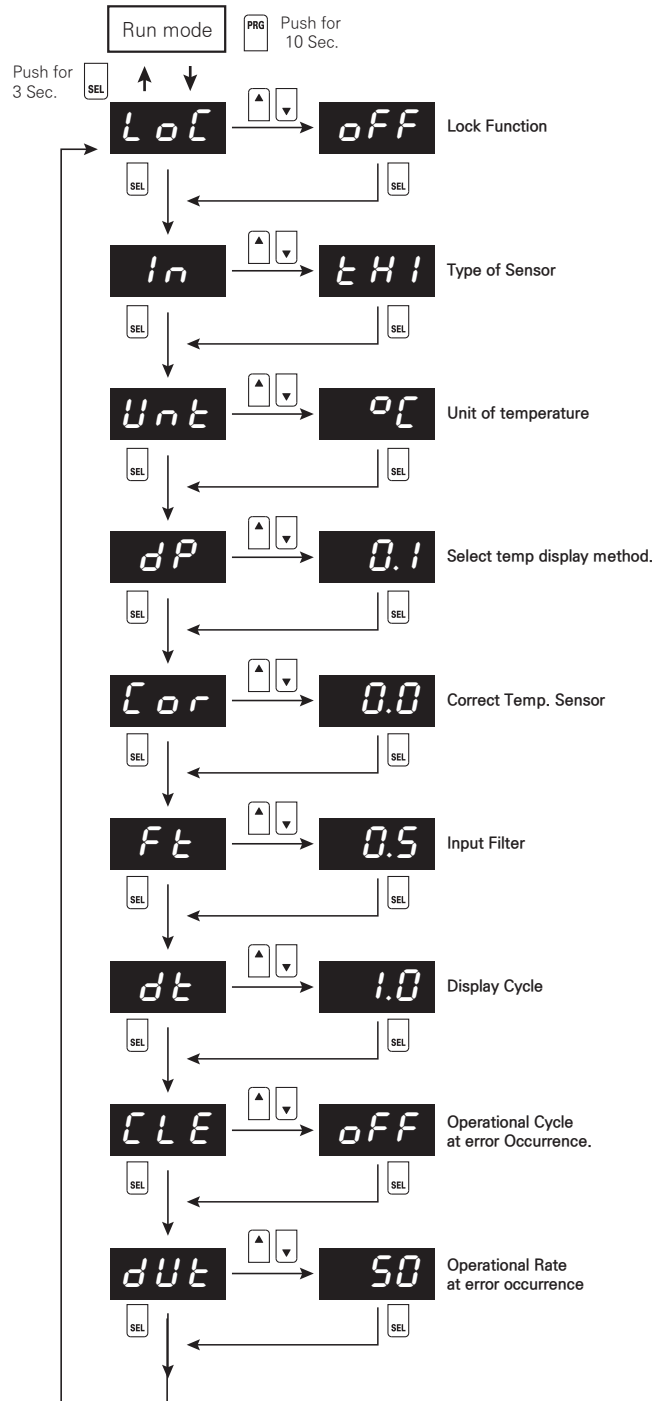 Run mode
PRG
Push for
10 Sec.
Push for
3 Sec.
SEL
LoC
oFF
Lock Function
SEL
SEL
In
tHI
Type of Sensor
SEL
SEL
Unt
°C
Unit of temperature
SEL
SEL
dP
0.1
Select temp display method.
SEL
SEL
Cor
0.0
Correct Temp. Sensor
SEL
SEL
Ft
0.5
Input Filter
SEL
SEL
dt
1.0
Display Cycle
SEL
SEL
CLE
oFF
Operational Cycle
at error Occurrence.
SEL
SEL
dUt
50
Operational Rate
at error occurrence
SEL
SEL